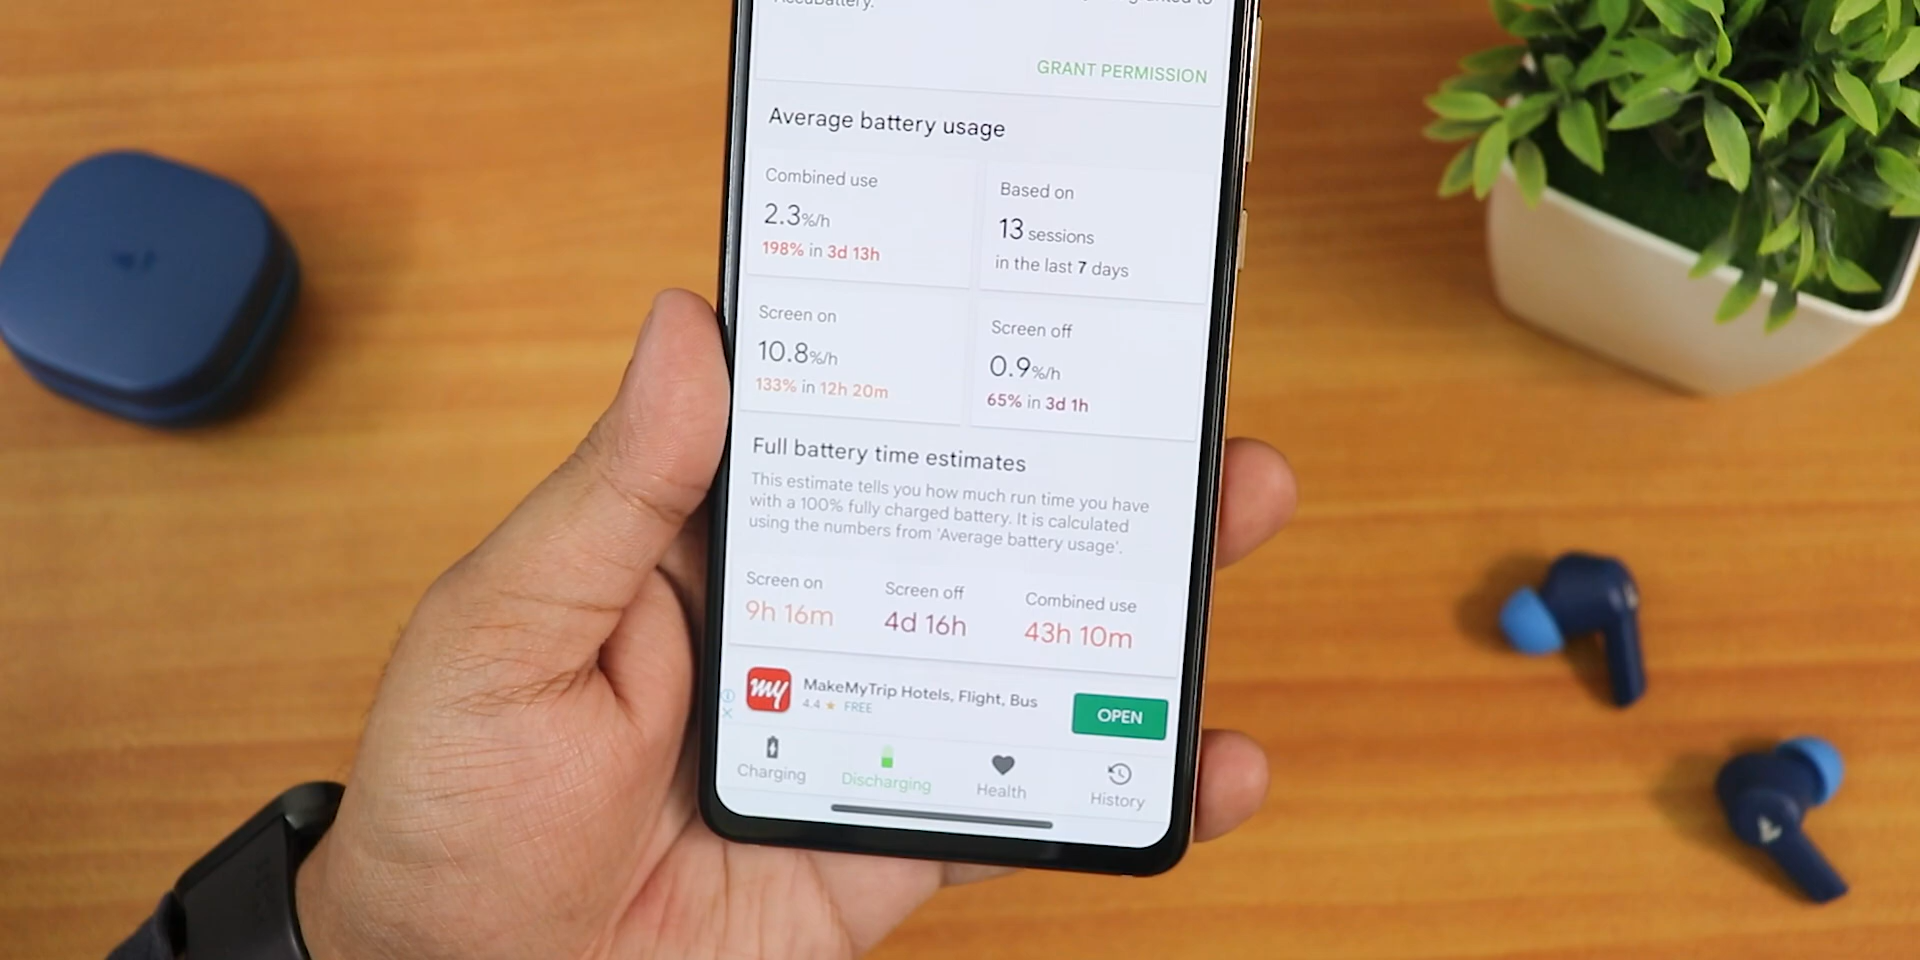 AccuBattery.
GRANT PERMISSION
Average battery usage
Combined use
2.3%/h
198% in 3d 13h
Based on
13 sessions
in the last 7 days
Screen on
10.8%/h
133% in 12h 20m
Screen off
0.9%/h
65% in 3d 1h
Full battery time estimates
This estimate tells you how much run time you have
with a 100% fully charged battery. It is calculated
using the numbers from 'Average battery usage'.
Screen on
9h 16m
Screen off
4d 16h
Combined use
43h 10m
my
MakeMyTrip Hotels, Flight, Bus
4.4 ★ FREE
OPEN
Charging
Discharging
Health
History